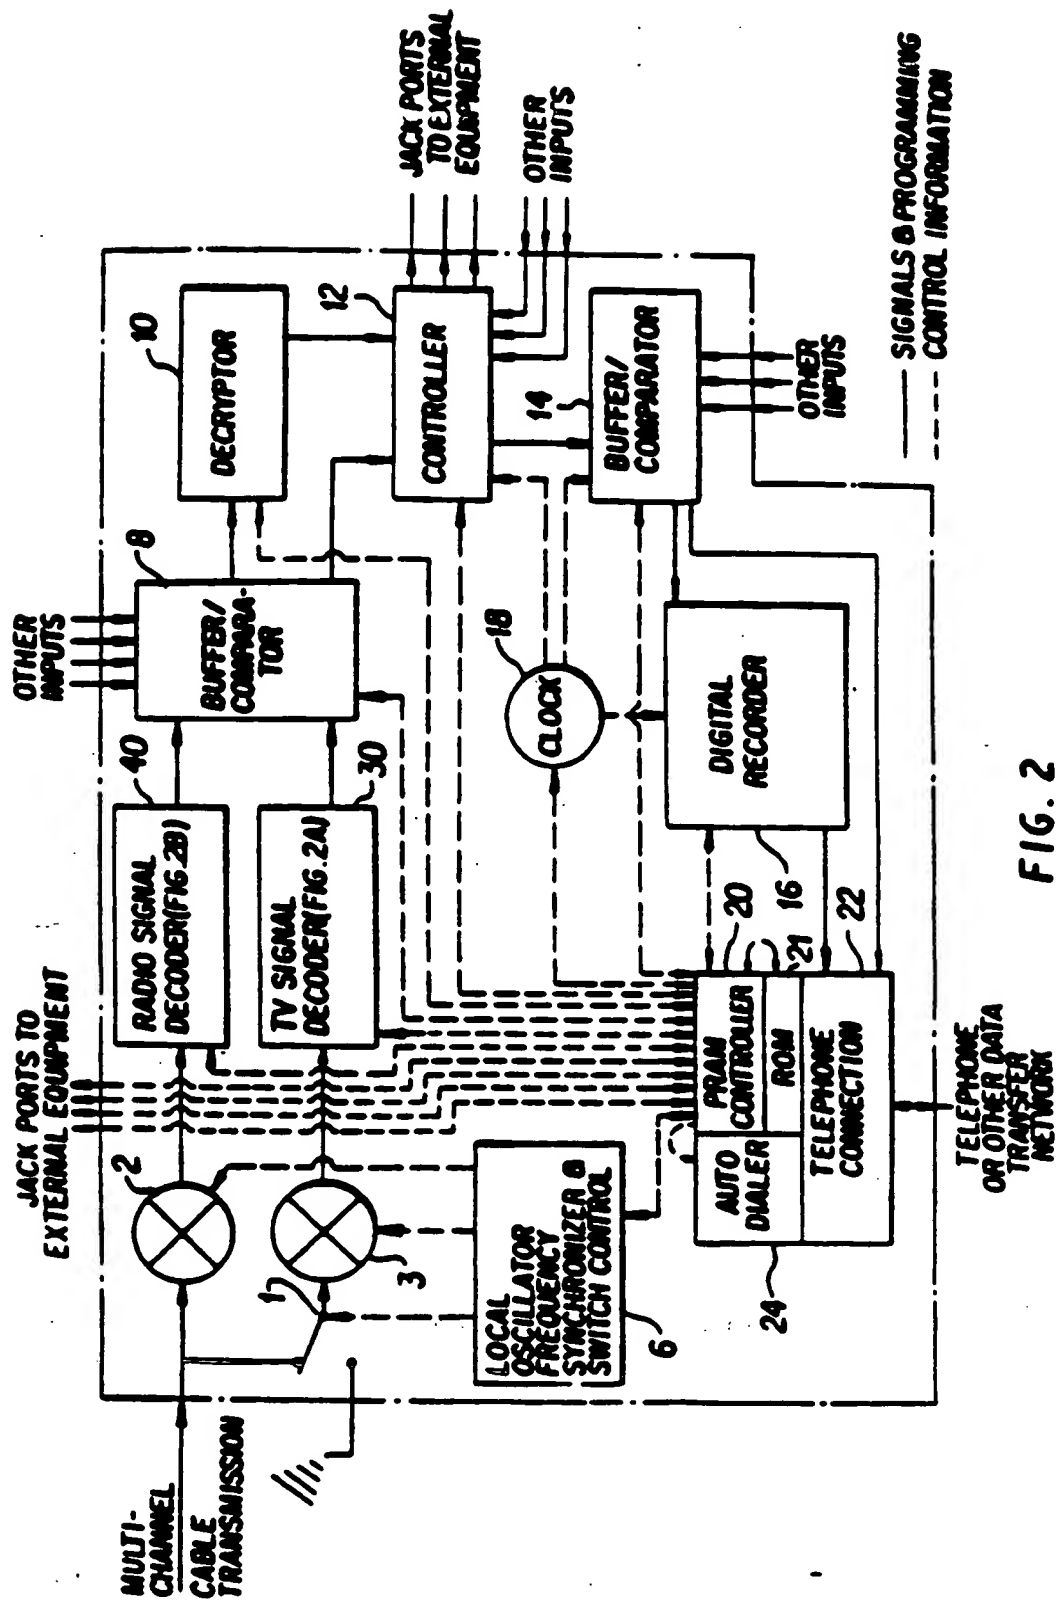 JACK PORTS TO
EXTERNAL EQUIPMENT
OTHER
INPUTS
MULTI-
CHANNEL
CABLE
TRANSMISSION
2
40
RADIO SIGNAL
DECODER(FIG.2B)
8
BUFFER/
COMPARA-
TOR
10
DECRYPTOR
1
3
30
TV SIGNAL
DECODER(FIG.2A)
12
CONTROLLER
JACK PORTS
TO EXTERNAL
EQUIPMENT
OTHER
INPUTS
LOCAL
OSCILLATOR
FREQUENCY
SYNCHRONIZER &
SWITCH CONTROL
6
18
CLOCK
14
BUFFER/
COMPARATOR
OTHER
INPUTS
24
AUTO
DIALER
PRAM
CONTROLLER
20
ROM
21
TELEPHONE
CONNECTION
22
16
DIGITAL
RECORDER
SIGNALS & PROGRAMMING
CONTROL INFORMATION
TELEPHONE
OR OTHER DATA
TRANSFER
NETWORK
FIG. 2